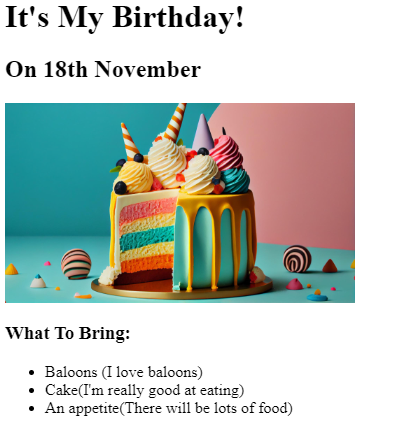 It's My Birthday!
On 18th November
What To Bring:
Baloons (I love baloons)
Cake(I'm really good at eating)
An appetite(There will be lots of food)